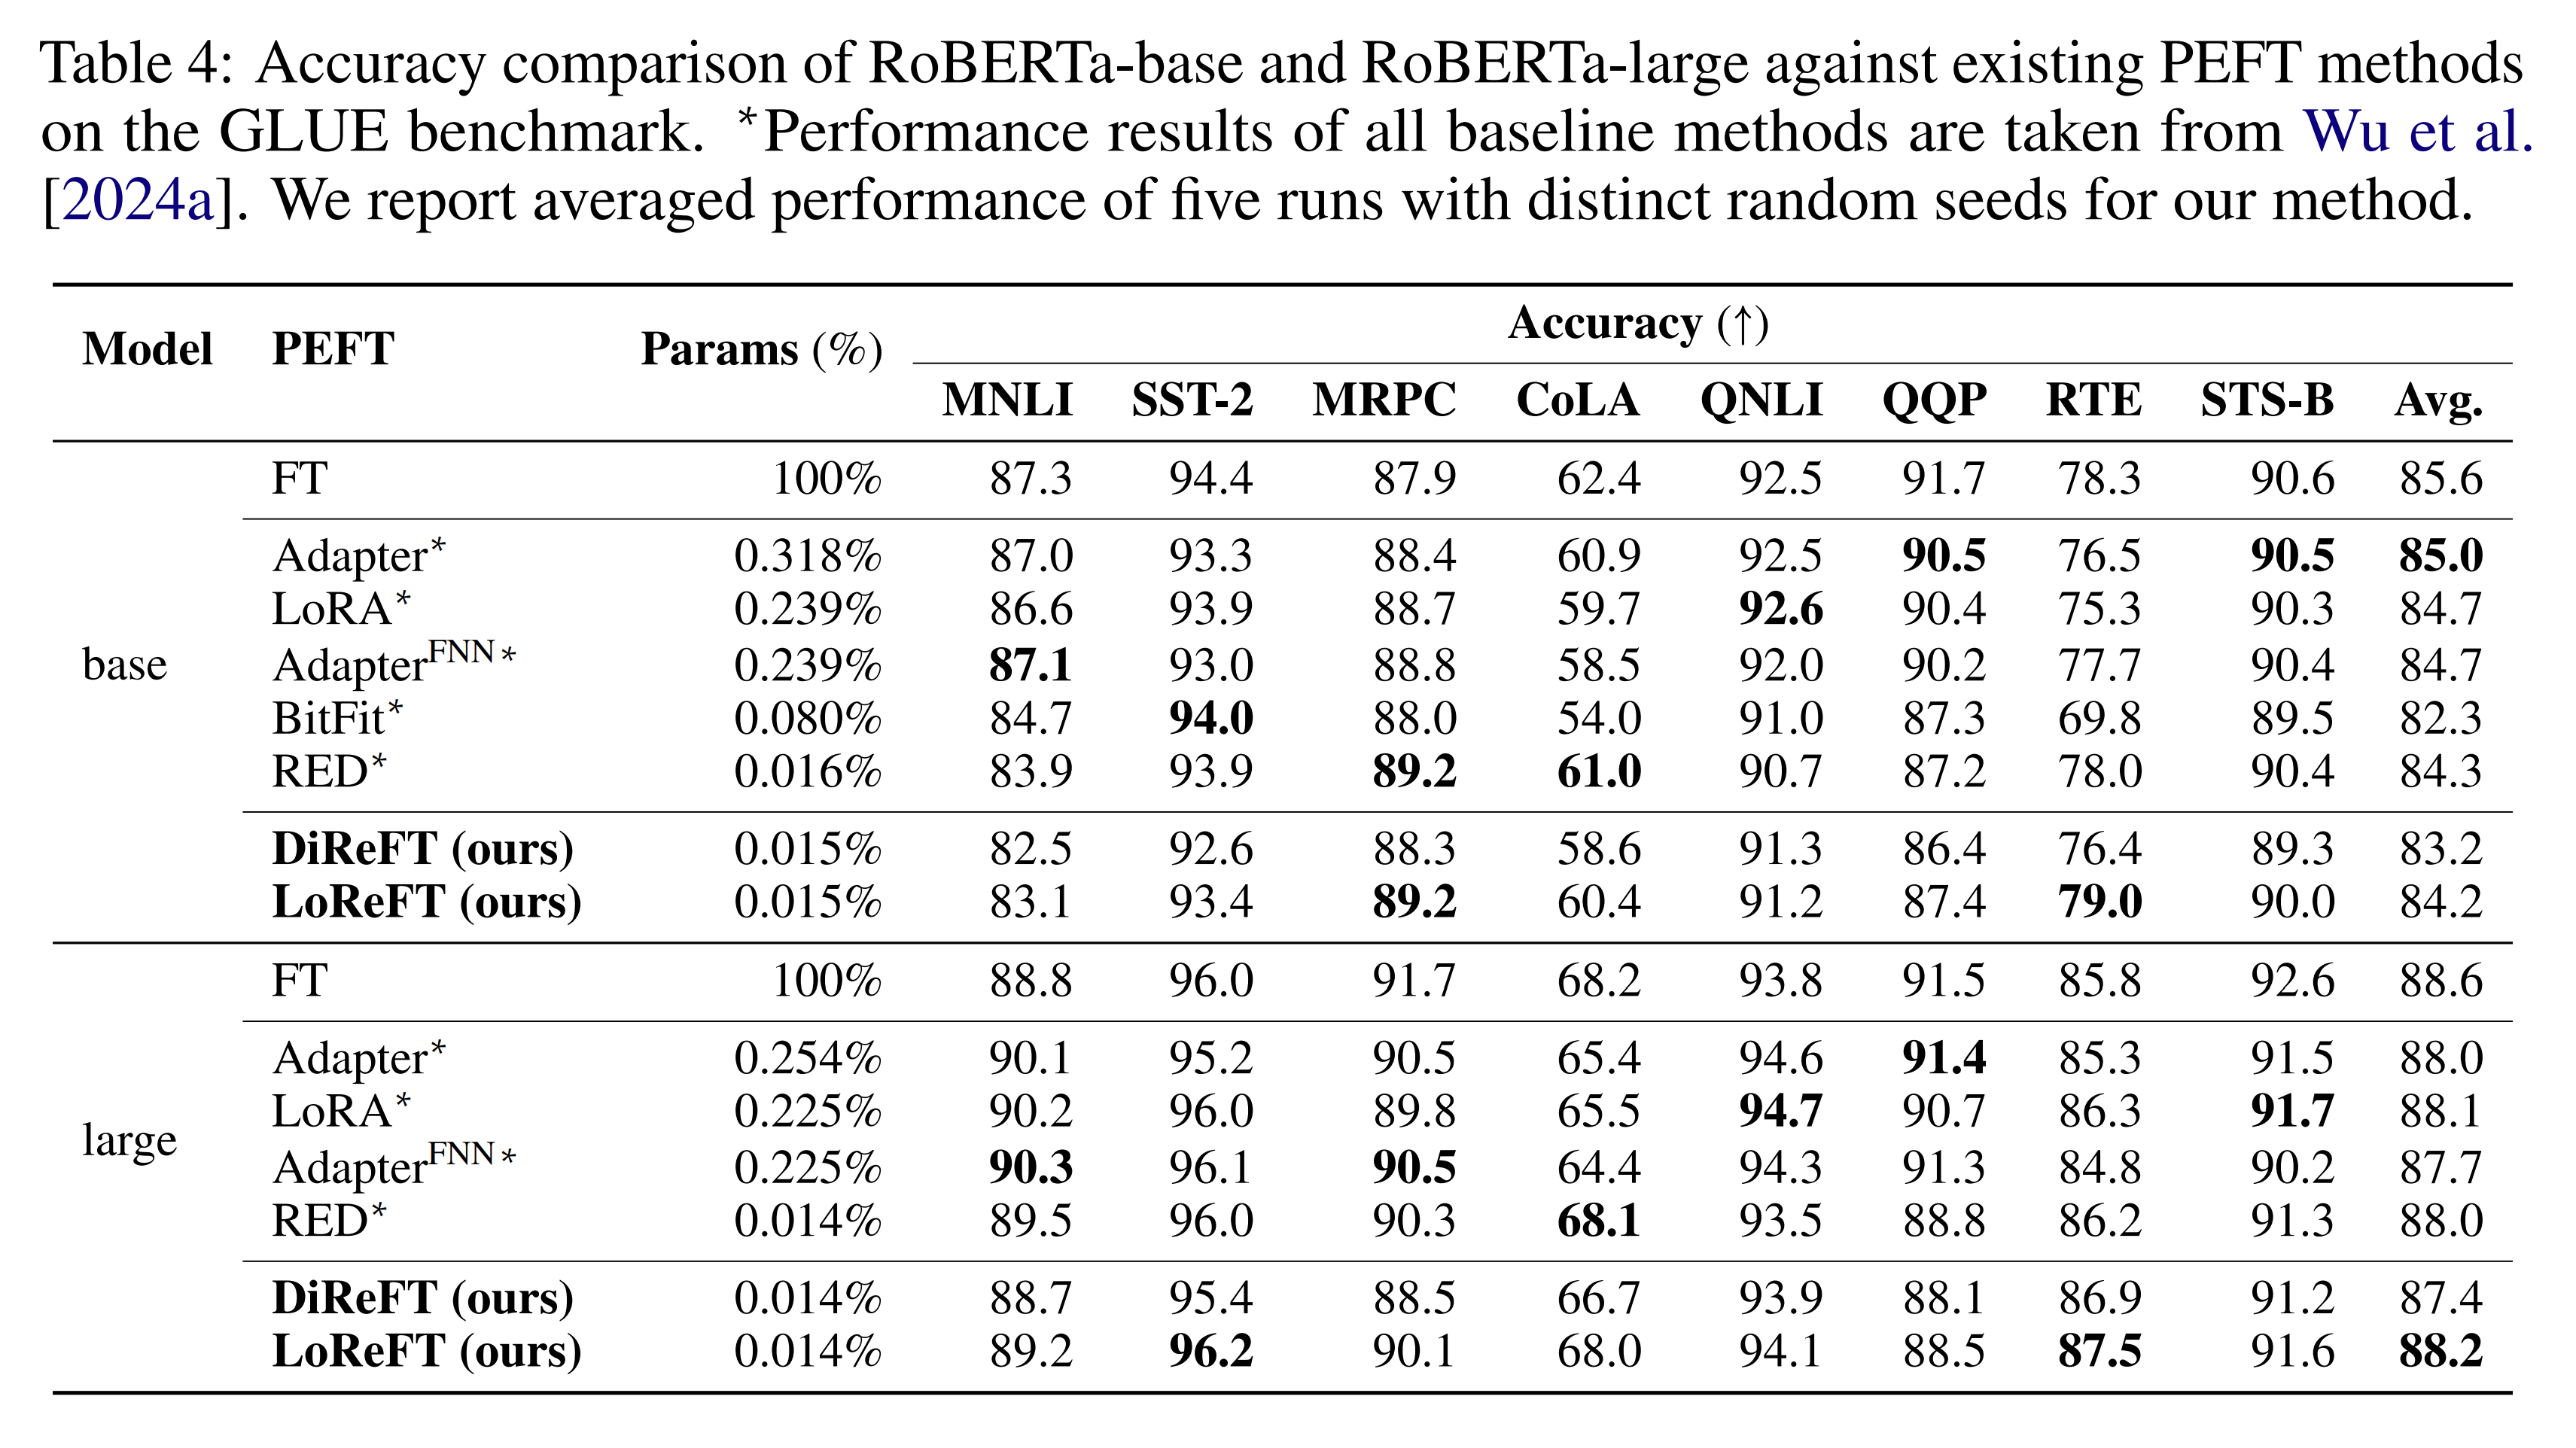 Table 4: Accuracy comparison of RoBERTa-base and RoBERTa-large against existing PEFT methods
on the GLUE benchmark. *Performance results of all baseline methods are taken from Wu et al.
[2024a]. We report averaged performance of five runs with distinct random seeds for our method.
Model PEFT Params (%) Accuracy (↑)
MNLI SST-2 MRPC CoLA QNLI QQP RTE STS-B Avg.
FT 100% 87.3 94.4 87.9 62.4 92.5 91.7 78.3 90.6 85.6
Adapter* 0.318% 87.0 93.3 88.4 60.9 92.5 90.5 76.5 90.5 85.0
LoRA* 0.239% 86.6 93.9 88.7 59.7 92.6 90.4 75.3 90.3 84.7
base Adapter^FNN* 0.239% 87.1 93.0 88.8 58.5 92.0 90.2 77.7 90.4 84.7
BitFit* 0.080% 84.7 94.0 88.0 54.0 91.0 87.3 69.8 89.5 82.3
RED* 0.016% 83.9 93.9 89.2 61.0 90.7 87.2 78.0 90.4 84.3
DiReFT (ours) 0.015% 82.5 92.6 88.3 58.6 91.3 86.4 76.4 89.3 83.2
LoReFT (ours) 0.015% 83.1 93.4 89.2 60.4 91.2 87.4 79.0 90.0 84.2
FT 100% 88.8 96.0 91.7 68.2 93.8 91.5 85.8 92.6 88.6
Adapter* 0.254% 90.1 95.2 90.5 65.4 94.6 91.4 85.3 91.5 88.0
LoRA* 0.225% 90.2 96.0 89.8 65.5 94.7 90.7 86.3 91.7 88.1
large Adapter^FNN* 0.225% 90.3 96.1 90.5 64.4 94.3 91.3 84.8 90.2 87.7
RED* 0.014% 89.5 96.0 90.3 68.1 93.5 88.8 86.2 91.3 88.0
DiReFT (ours) 0.014% 88.7 95.4 88.5 66.7 93.9 88.1 86.9 91.2 87.4
LoReFT (ours) 0.014% 89.2 96.2 90.1 68.0 94.1 88.5 87.5 91.6 88.2